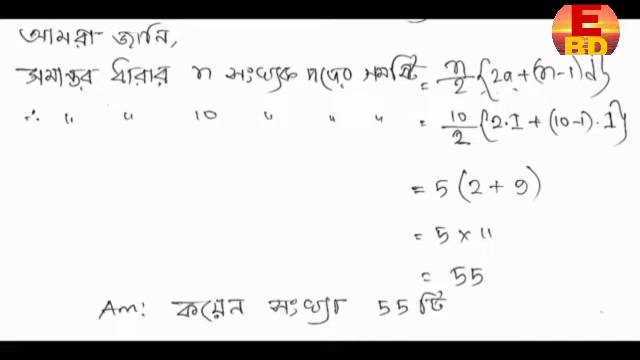 E
BD
আমরা জানি,
সমান্তর ধারার n সংখ্যক পদের সমষ্টি = n/2 {2a + (n-1)d}
∴ " " 10 " " " = 10/2 {2·1 + (10-1)·1}
= 5 (2 + 9)
= 5 × 11
= 55
Ans: কয়েন সংখ্যা 55 টি